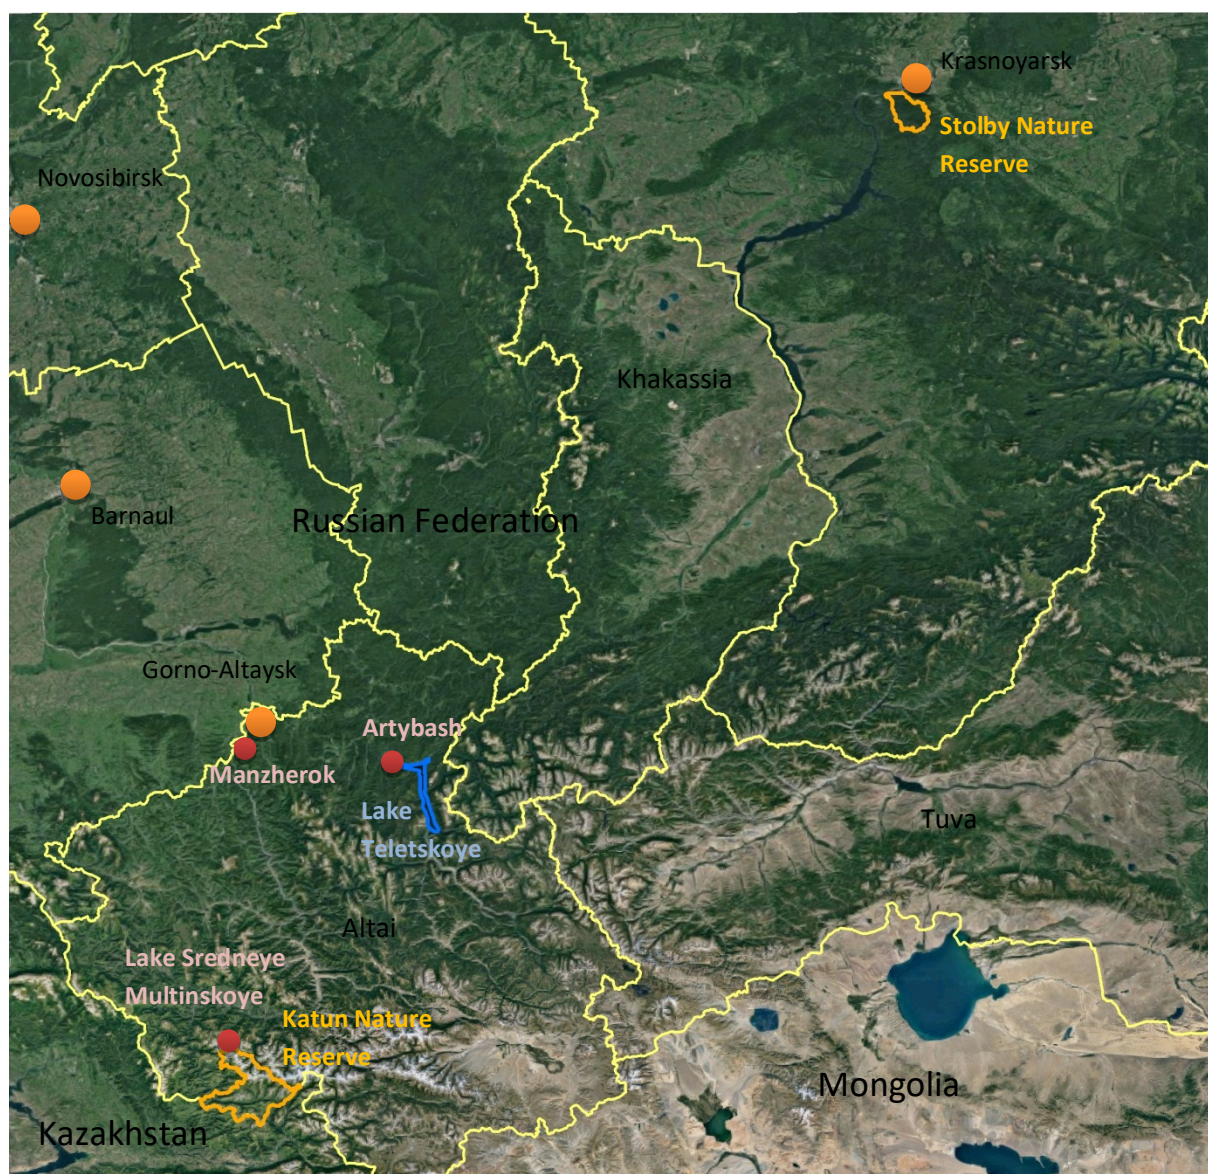 Krasnoyarsk
Stolby Nature
Reserve
Novosibirsk
Khakassia
Barnaul
Russian Federation
Gorno-Altaysk
Artybash
Manzherok
Lake
Teletskoye
Tuva
Altai
Lake Sredneye
Multinskoye
Katun Nature
Reserve
Mongolia
Kazakhstan